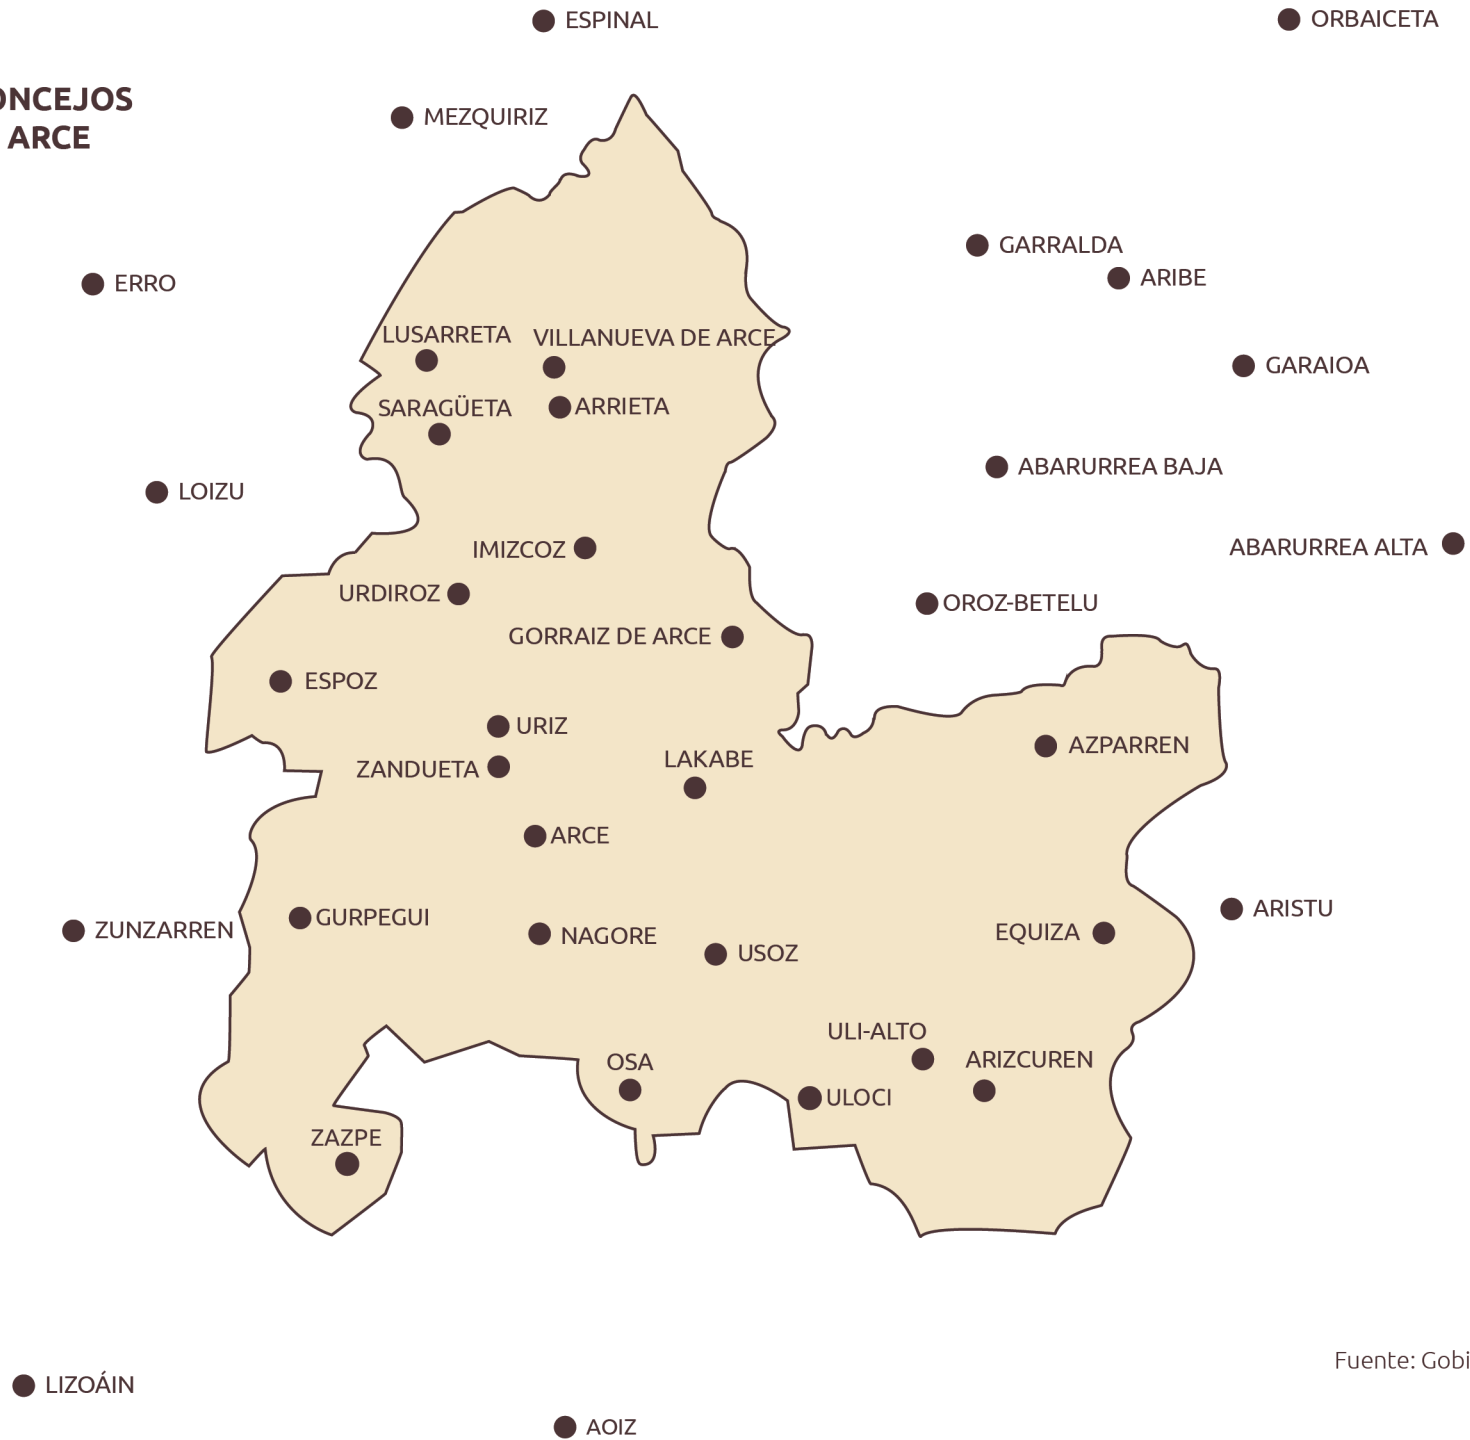 ESPINAL
ORBAICETA
ONCEJOS
ARCE
MEZQUIRIZ
GARRALDA
ARIBE
ERRO
LUSARRETA
VILLANUEVA DE ARCE
GARAIOA
SARAGÜETA
ARRIETA
ABARURREA BAJA
LOIZU
IMIZCOZ
ABARURREA ALTA
URDIROZ
OROZ-BETELU
GORRAIZ DE ARCE
ESPOZ
URIZ
AZPARREN
LAKABE
ZANDUETA
ARCE
ARISTU
GURPEGUI
ZUNZARREN
NAGORE
EQUIZA
USOZ
ULI-ALTO
OSA
ARIZCUREN
ULOCI
ZAZPE
Fuente: Gobi
LIZOÁIN
AOIZ